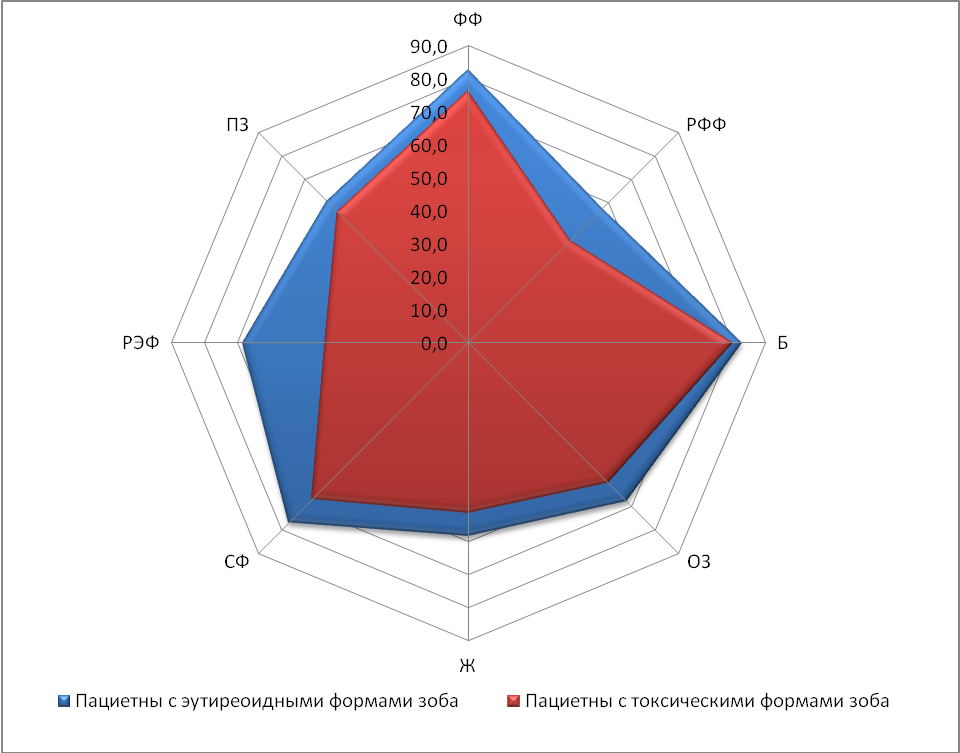 ФФ
90,0
80,0
70,0
60,0
50,0
40,0
30,0
20,0
10,0
0,0
ПЗ
РФФ
РЭФ
Б
СФ
ОЗ
Ж
Пациетны с эутиреоидными формами зоба
Пациетны с токсическими формами зоба